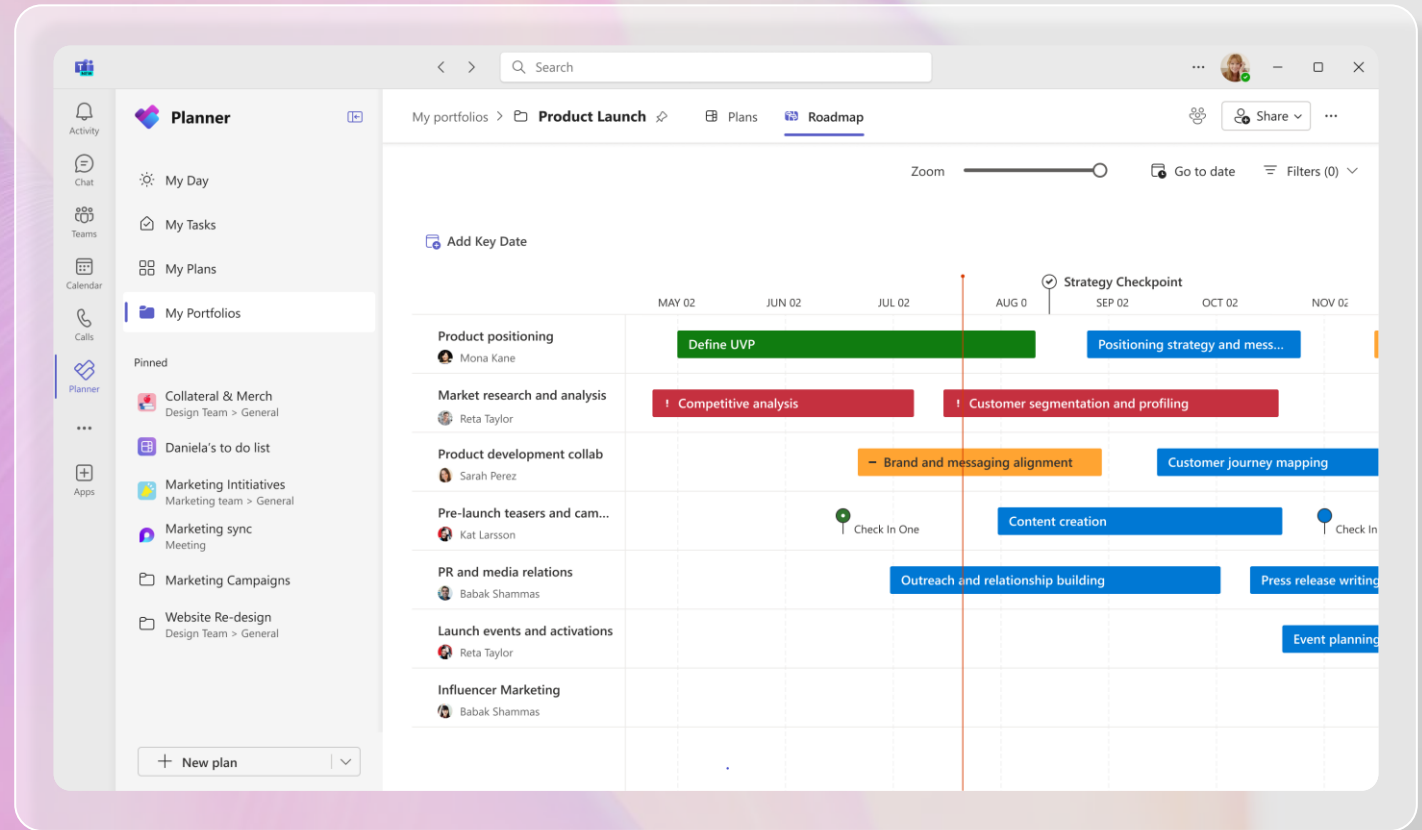 Search
Activity
Chat
Teams
Calendar
Calls
Planner
Apps
Planner
My Day
My Tasks
My Plans
My Portfolios
Pinned
Collateral & Merch
Design Team > General
Daniela's to do list
Marketing Intitiatives
Marketing team > General
Marketing sync
Meeting
Marketing Campaigns
Website Re-design
Design Team > General
New plan
My portfolios > Product Launch
Plans
Roadmap
Share
Zoom
Go to date
Filters (0)
Add Key Date
Strategy Checkpoint
MAY 02 JUN 02 JUL 02 AUG 0 SEP 02 OCT 02 NOV 02
Product positioning
Mona Kane
Define UVP
Positioning strategy and mess...
Market research and analysis
Reta Taylor
! Competitive analysis
! Customer segmentation and profiling
Product development collab
Sarah Perez
Brand and messaging alignment
Customer journey mapping
Pre-launch teasers and cam...
Kat Larsson
Check In One
Content creation
Check In
PR and media relations
Babak Shammas
Outreach and relationship building
Press release writing
Launch events and activations
Reta Taylor
Event planning
Influencer Marketing
Babak Shammas